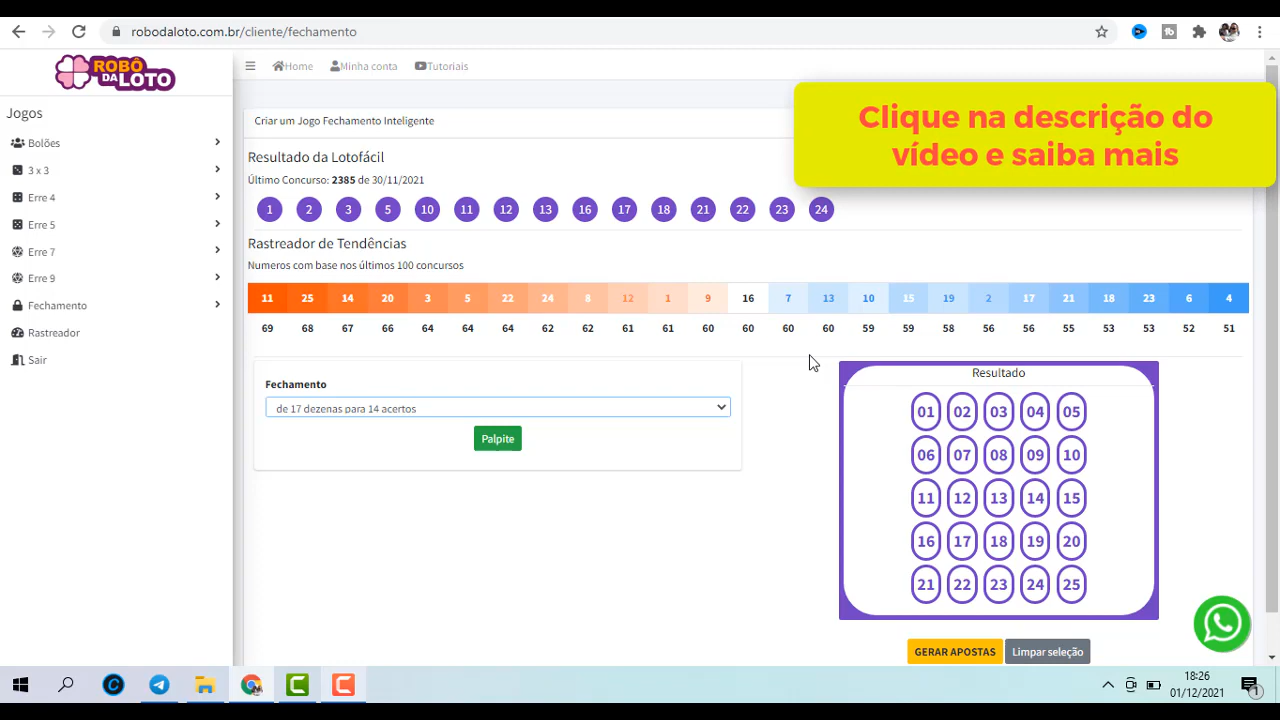 robodaloto.com.br/cliente/fechamento
ROBÔ DA LOTO
Home Minha conta Tutoriais
Jogos
Bolões
3 x 3
Erre 4
Erre 5
Erre 7
Erre 9
Fechamento
Rastreador
Sair
Criar um Jogo Fechamento Inteligente
Clique na descrição do
vídeo e saiba mais
Resultado da Lotofácil
Último Concurso: 2385 de 30/11/2021
1 2 3 5 10 11 12 13 16 17 18 21 22 23 24
Rastreador de Tendências
Numeros com base nos últimos 100 concursos
11 25 14 20 3 5 22 24 8 12 1 9 16 7 13 10 15 19 2 17 21 18 23 6 4
69 68 67 66 64 64 64 62 62 61 61 60 60 60 60 59 59 58 56 56 55 53 53 52 51
Fechamento
de 17 dezenas para 14 acertos
Palpite
Resultado
01 02 03 04 05
06 07 08 09 10
11 12 13 14 15
16 17 18 19 20
21 22 23 24 25
GERAR APOSTAS Limpar seleção
18:26
01/12/2021
1